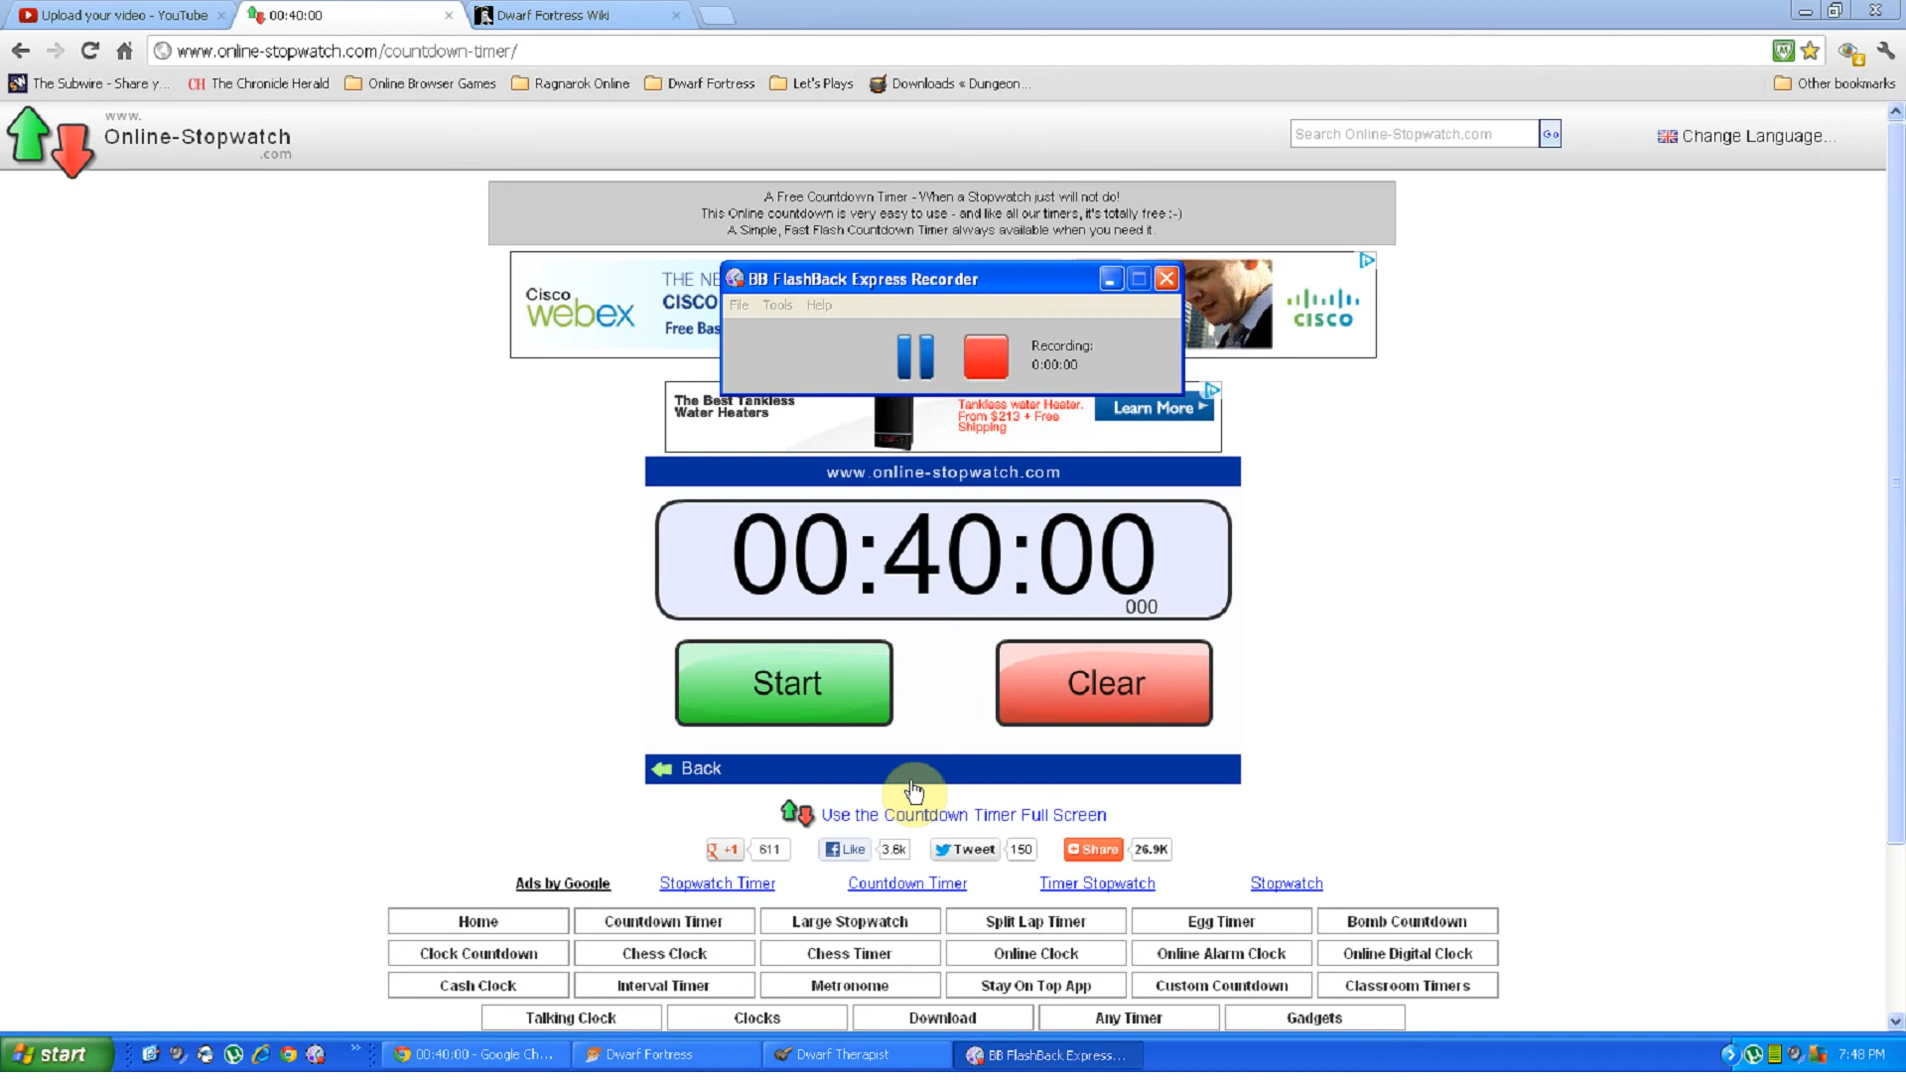 Upload your video - YouTube
00:40:00
Dwarf Fortress Wiki
www.online-stopwatch.com/countdown-timer/
The Subwire - Share y...
CH The Chronicle Herald
Online Browser Games
Ragnarok Online
Dwarf Fortress
Let's Plays
Downloads « Dungeon...
Other bookmarks
www.
Online-Stopwatch
.com
Search Online-Stopwatch.com
Go
Change Language...
A Free Countdown Timer - When a Stopwatch just will not do!
This Online countdown is very easy to use - and like all our timers, it's totally free :-)
A Simple, Fast Flash Countdown Timer always available when you need it.
Cisco
webex
THE NE
CISCO
Free Bas
cisco
BB FlashBack Express Recorder
File Tools Help
Recording:
0:00:00
The Best Tankless
Water Heaters
Tankless water Heater.
From $213 + Free
Shipping
Learn More
www.online-stopwatch.com
00:40:00
000
Start
Clear
Back
Use the Countdown Timer Full Screen
+1 611
Like 3.6k
Tweet 150
Share 26.9K
Ads by Google
Stopwatch Timer
Countdown Timer
Timer Stopwatch
Stopwatch
Home
Countdown Timer
Large Stopwatch
Split Lap Timer
Egg Timer
Bomb Countdown
Clock Countdown
Chess Clock
Chess Timer
Online Clock
Online Alarm Clock
Online Digital Clock
Cash Clock
Interval Timer
Metronome
Stay On Top App
Custom Countdown
Classroom Timers
Talking Clock
Clocks
Download
Any Timer
Gadgets
start
00:40:00 - Google Ch...
Dwarf Fortress
Dwarf Therapist
BB FlashBack Express...
7:48 PM